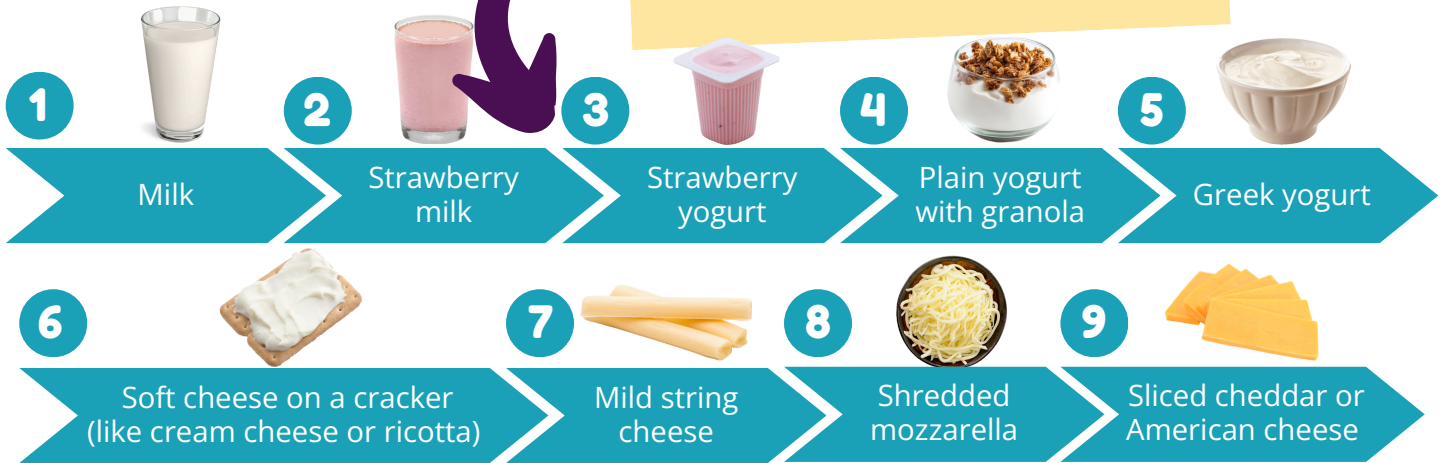 1
2
3
4
5
Milk
Strawberry
milk
Strawberry
yogurt
Plain yogurt
with granola
Greek yogurt
6
7
8
9
Soft cheese on a cracker
(like cream cheese or ricotta)
Mild string
cheese
Shredded
mozzarella
Sliced cheddar or
American cheese